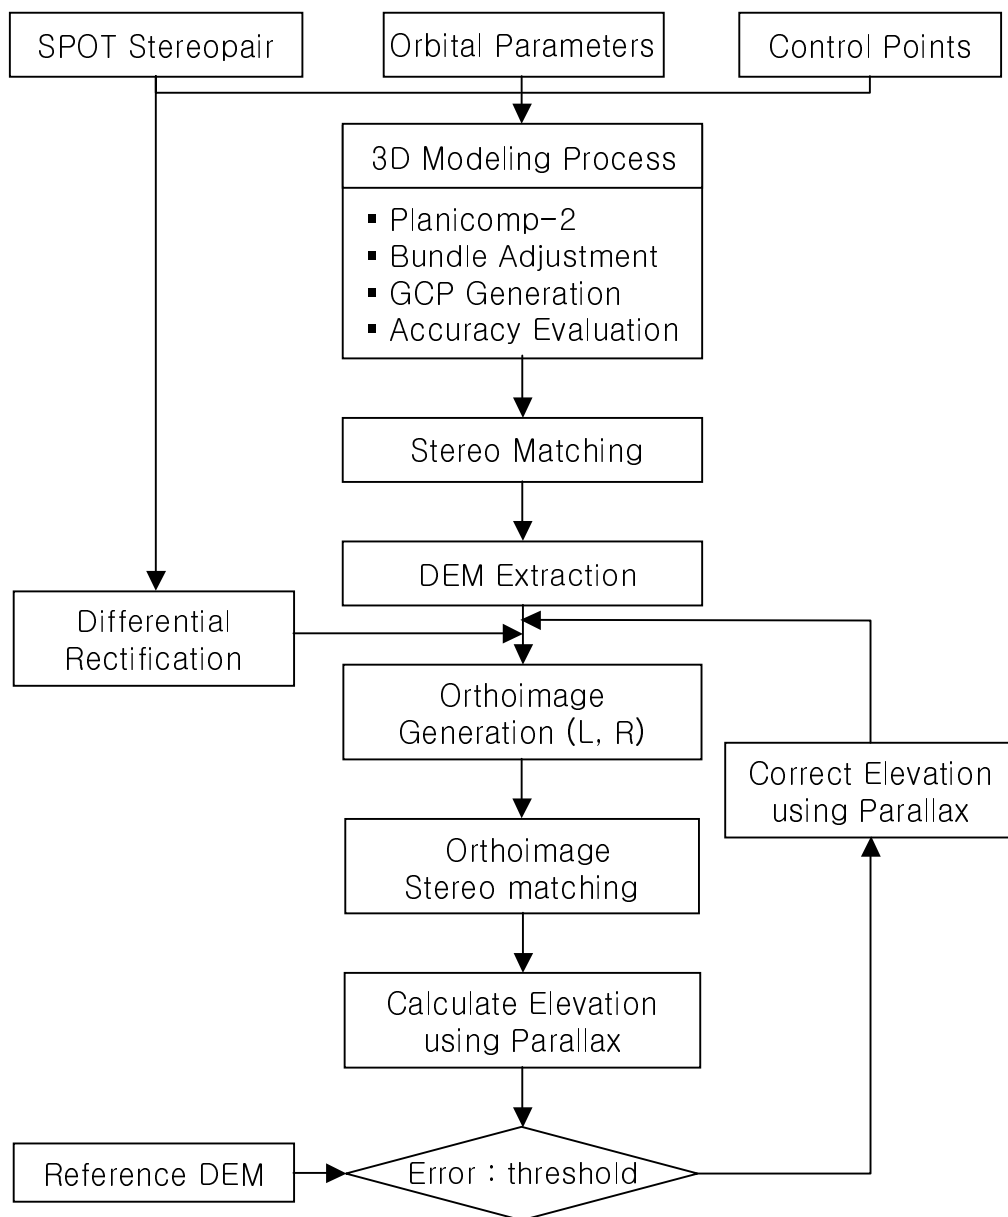 SPOT Stereopair
Orbital Parameters
Control Points
3D Modeling Process
▪ Planicomp-2
▪ Bundle Adjustment
▪ GCP Generation
▪ Accuracy Evaluation
Stereo Matching
DEM Extraction
Differential
Rectification
Orthoimage
Generation (L, R)
Correct Elevation
using Parallax
Orthoimage
Stereo matching
Calculate Elevation
using Parallax
Reference DEM
Error : threshold